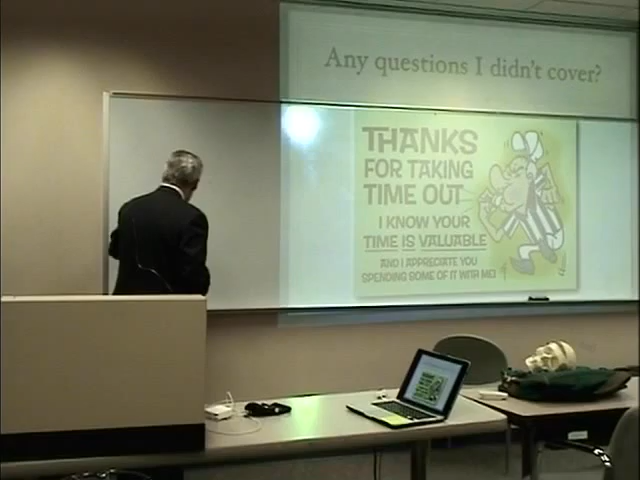 Any questions I didn't cover?
THANKS
FOR TAKING
TIME OUT
I KNOW YOUR
TIME IS VALUABLE
AND I APPRECIATE YOU
SPENDING SOME OF IT WITH ME!